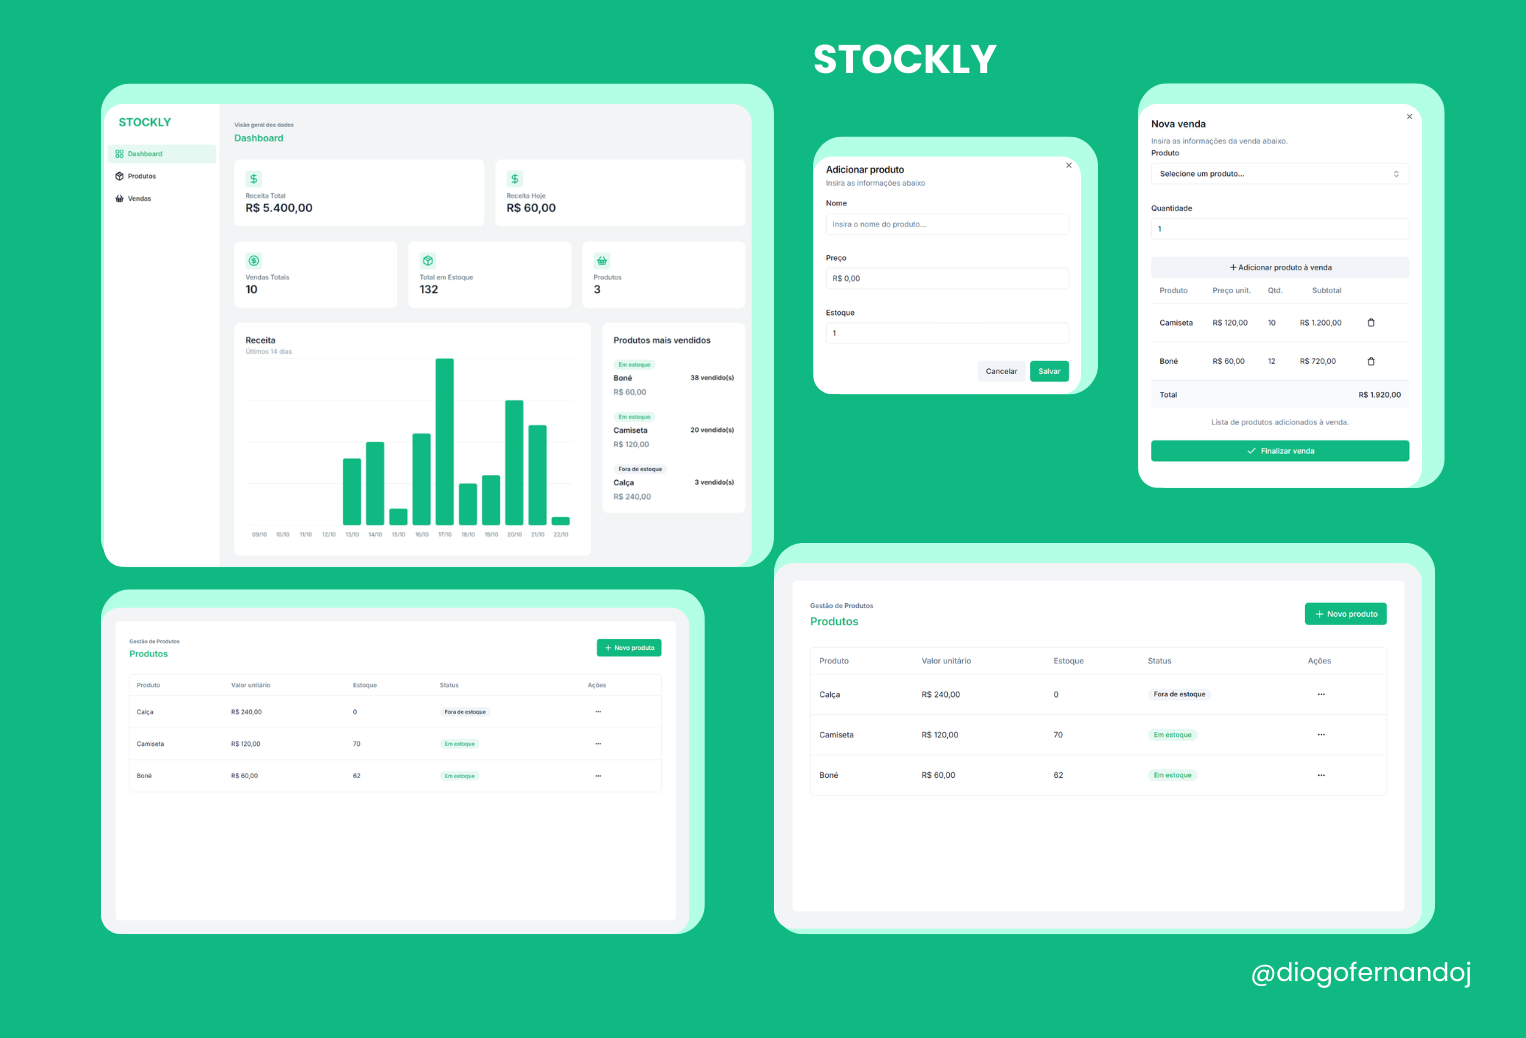 STOCKLY
STOCKLY
Dashboard
Produtos
Vendas
Visão geral dos dados
Dashboard
Receita Total
R$ 5.400,00
Receita Hoje
R$ 60,00
Vendas Totais
10
Total em Estoque
132
Produtos
3
Receita
Últimos 14 dias
09/10 10/10 11/10 12/10 13/10 14/10 15/10 16/10 17/10 18/10 19/10 20/10 21/10 22/10
Produtos mais vendidos
Em estoque
Boné 38 vendido(s)
R$ 60,00
Em estoque
Camiseta 20 vendido(s)
R$ 120,00
Fora de estoque
Calça 3 vendido(s)
R$ 240,00
Adicionar produto
Insira as informações abaixo
Nome
Insira o nome do produto...
Preço
R$ 0,00
Estoque
1
Cancelar Salvar
Nova venda
Insira as informações da venda abaixo.
Produto
Selecione um produto...
Quantidade
1
+ Adicionar produto à venda
Produto Preço unit. Qtd. Subtotal
Camiseta R$ 120,00 10 R$ 1.200,00
Boné R$ 60,00 12 R$ 720,00
Total R$ 1.920,00
Lista de produtos adicionados à venda.
Finalizar venda
Gestão de Produtos
Produtos
+ Novo produto
Produto Valor unitário Estoque Status Ações
Calça R$ 240,00 0 Fora de estoque ...
Camiseta R$ 120,00 70 Em estoque ...
Boné R$ 60,00 62 Em estoque ...
Gestão de Produtos
Produtos
+ Novo produto
Produto Valor unitário Estoque Status Ações
Calça R$ 240,00 0 Fora de estoque ...
Camiseta R$ 120,00 70 Em estoque ...
Boné R$ 60,00 62 Em estoque ...
@diogofernandoj